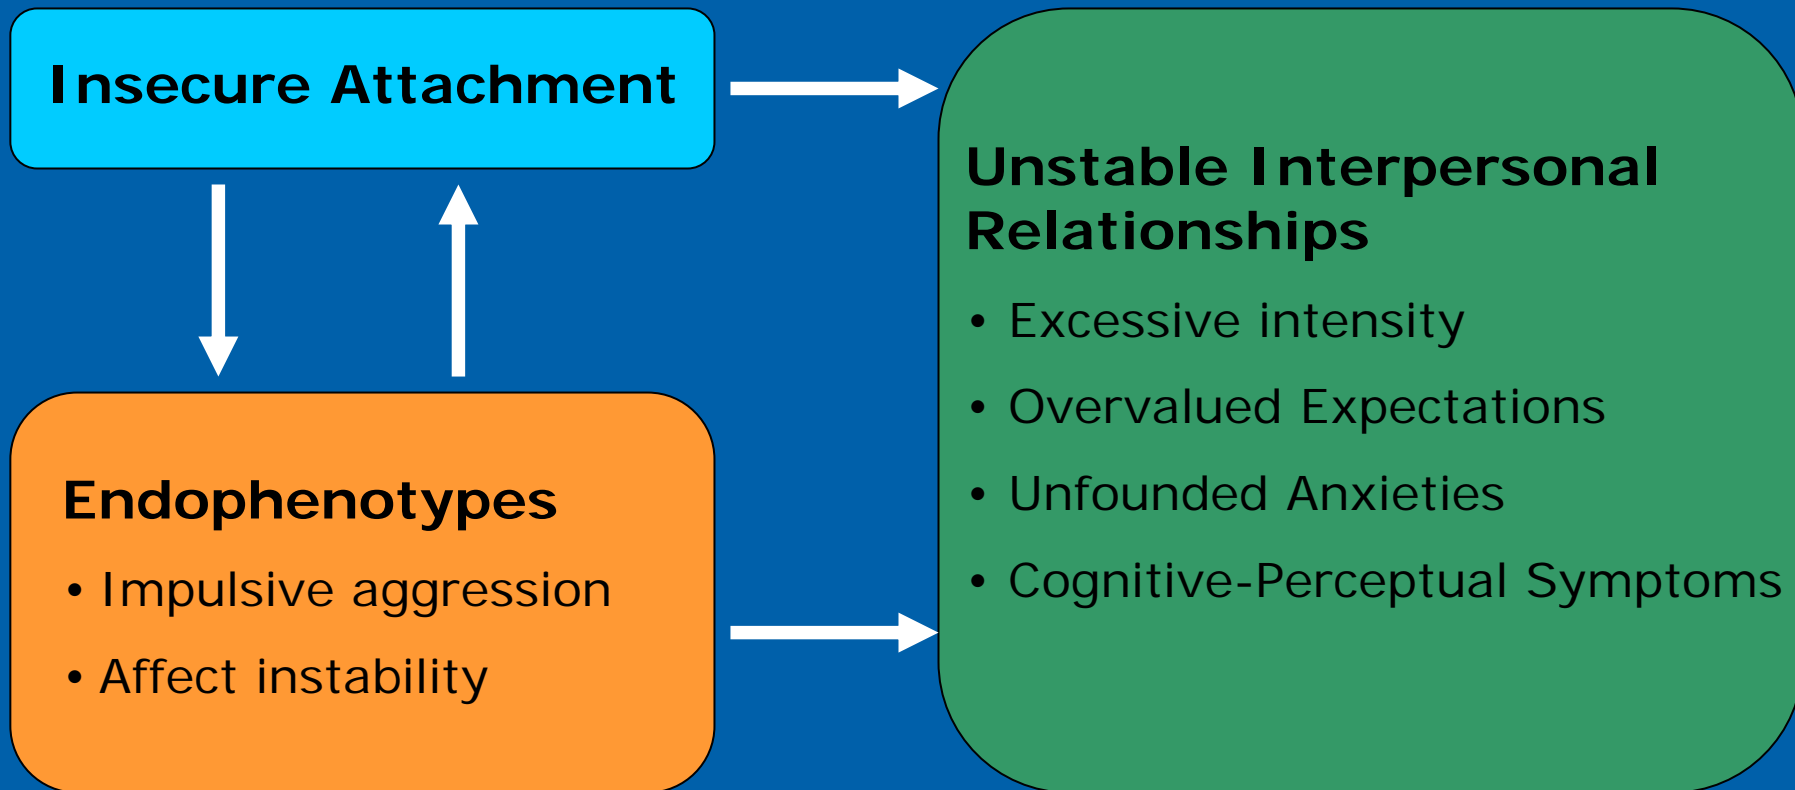 Insecure Attachment
Endophenotypes
• Impulsive aggression
• Affect instability
Unstable Interpersonal
Relationships
• Excessive intensity
• Overvalued Expectations
• Unfounded Anxieties
• Cognitive-Perceptual Symptoms